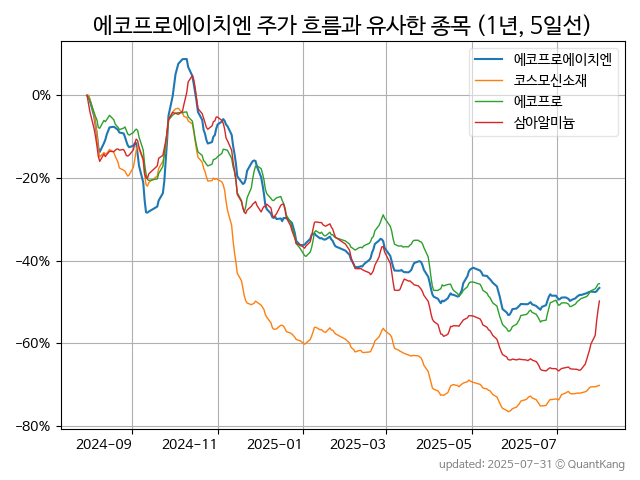 에코프로에이치엔 주가 흐름과 유사한 종목 (1년, 5일선)
에코프로에이치엔
코스모신소재
에코프로
삼아알미늄
0%
−20%
−40%
−60%
−80%
2024-09
2024-11
2025-01
2025-03
2025-05
2025-07
updated: 2025-07-31 © QuantKang